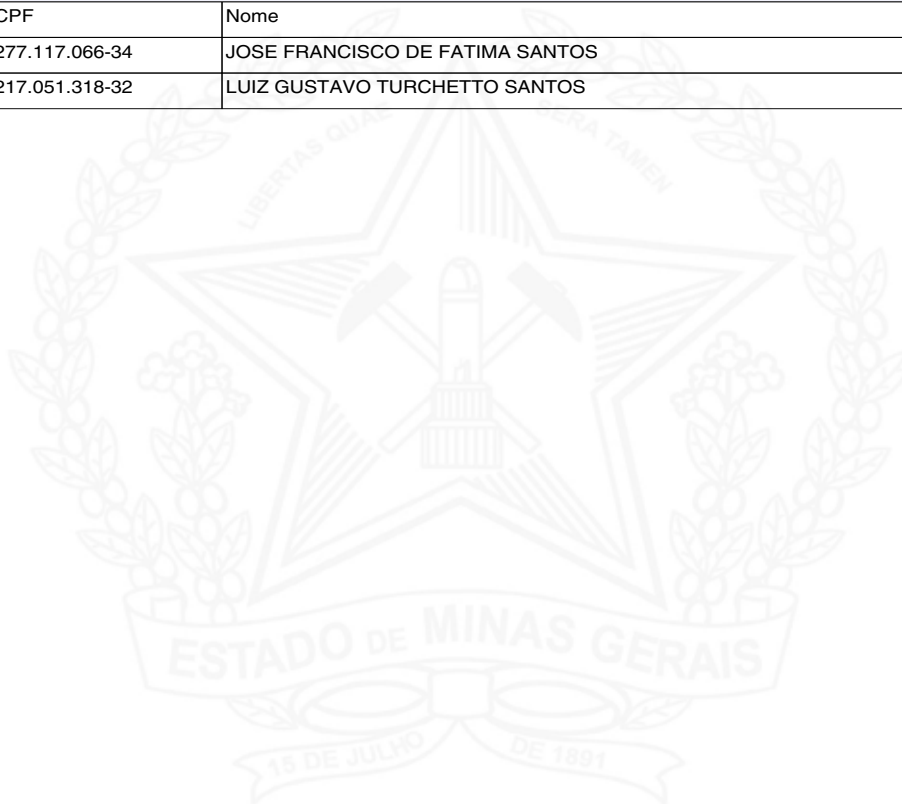 CPF Nome
277.117.066-34 JOSE FRANCISCO DE FATIMA SANTOS
217.051.318-32 LUIZ GUSTAVO TURCHETTO SANTOS
LIBERTAS QUAE SERA TAMEN
ESTADO DE MINAS GERAIS
15 DE JULHO DE 1891